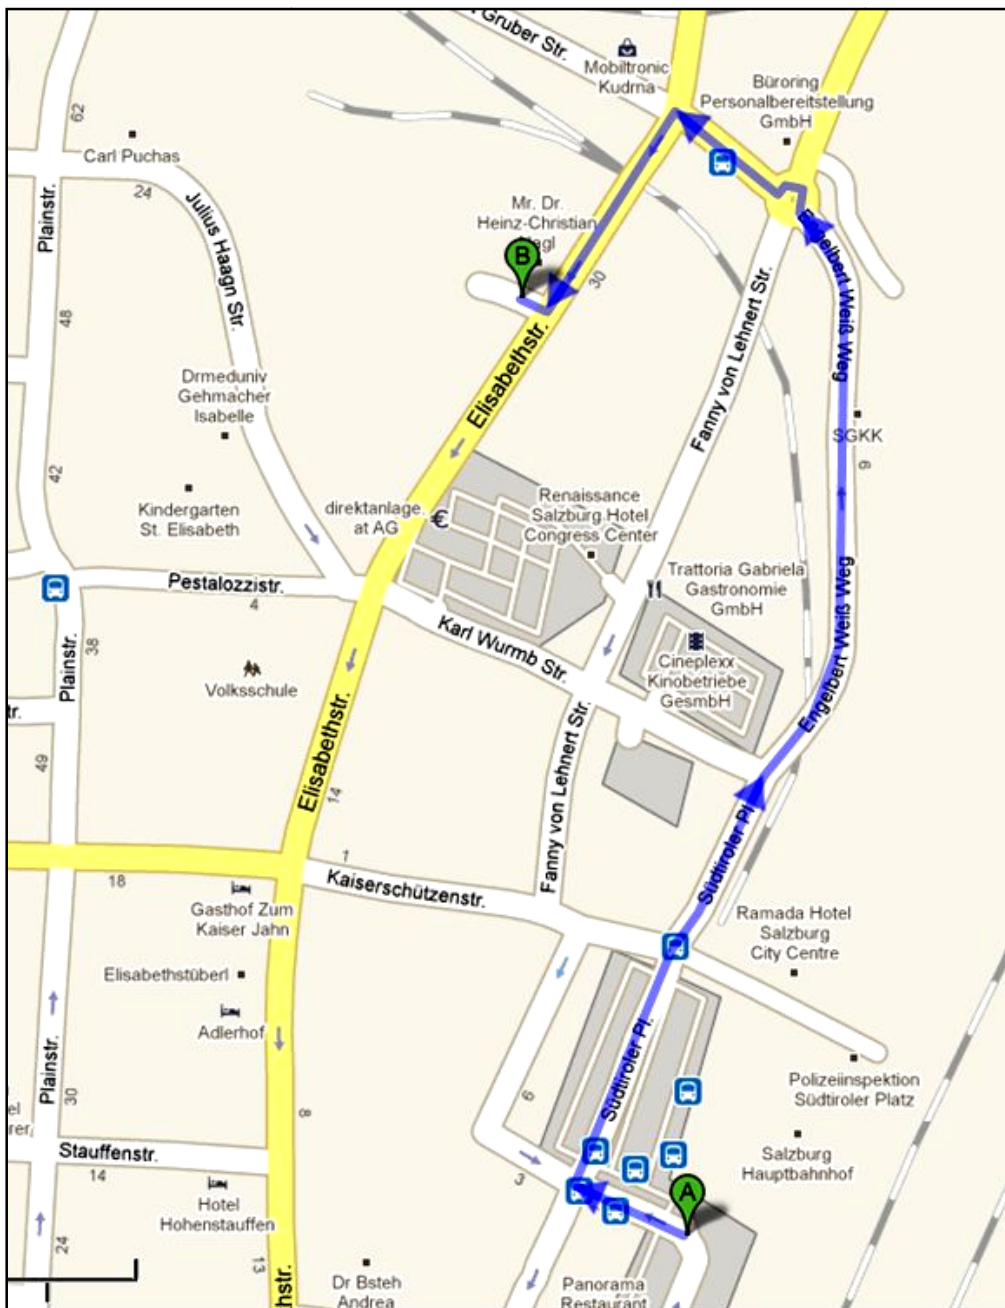 Gruber Str.
Mobiltronic
Kudrna
Büroring
Personalbereitstellung
GmbH
62
Carl Puchas
24
Plainstr.
Julius Haagn Str.
Mr. Dr.
Heinz-Christian
B
30
Engelbert Weiß Weg
48
Elisabethstr.
Fanny von Lehnert Str.
Drmeduniv
Gehmacher
Isabelle
SGKK
6
42
Kindergarten
St. Elisabeth
direktanlage.
at AG
€
Renaissance
Salzburg Hotel
Congress Center
Trattoria Gabriela
Gastronomie
GmbH
Pestalozzistr.
4
Karl Wurmb Str.
Engelbert Weiß Weg
Cineplexx
Kinobetriebe
GesmbH
38
Plainstr.
Volksschule
tr.
49
Elisabethstr.
14
Fanny von Lehnert Str.
Südtiroler Pl.
18
1
Kaiserschützenstr.
Gasthof Zum
Kaiser Jahn
Ramada Hotel
Salzburg
City Centre
Elisabethstüberl
Adlerhof
Plainstr.
30
8
6
Südtiroler Pl.
Polizeiinspektion
Südtiroler Platz
el
rer
Stauffenstr.
14
3
Salzburg
Hauptbahnhof
A
Hotel
Hohenstauffen
24
13
thstr.
Dr Bsteh
Andrea
Panorama
Restaurant